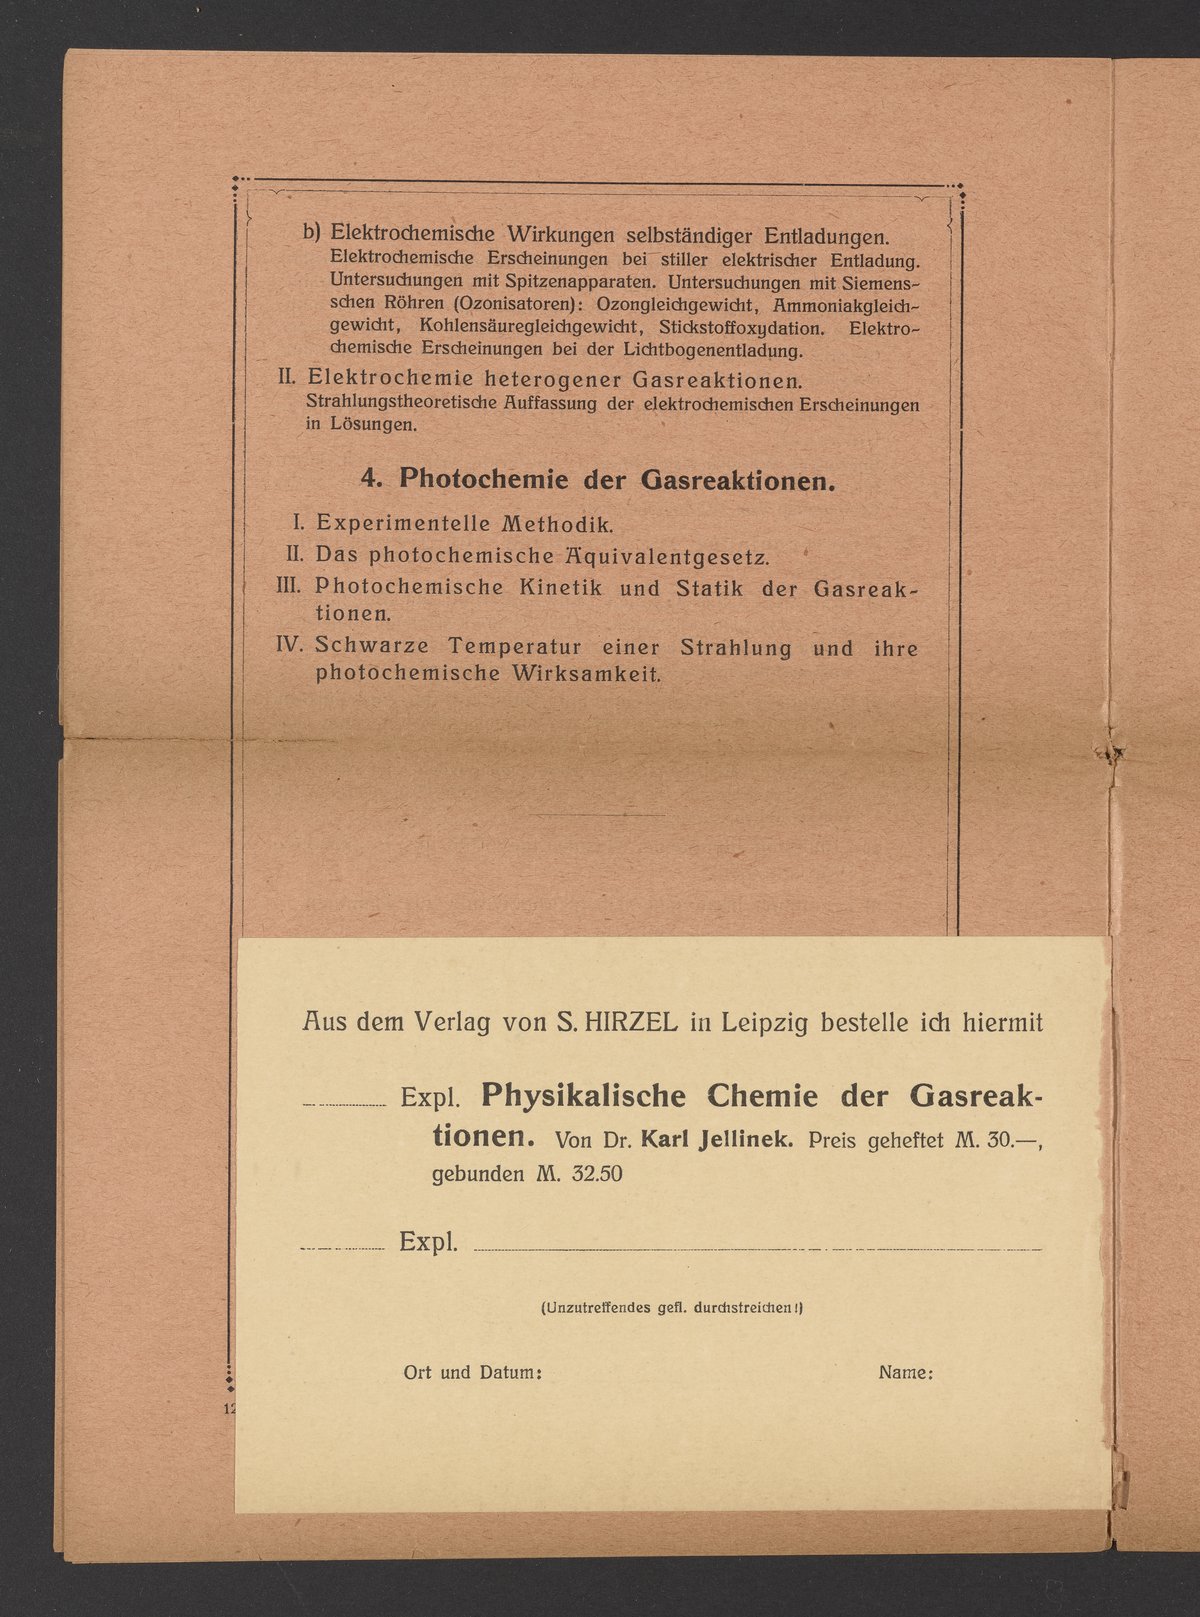 b) Elektrochemische Wirkungen selbständiger Entladungen.
Elektrochemische Erscheinungen bei stiller elektrischer Entladung.
Untersuchungen mit Spitzenapparaten. Untersuchungen mit Siemens-
schen Röhren (Ozonisatoren): Ozongleichgewicht, Ammoniakgleich-
gewicht, Kohlensäuregleichgewicht, Stickstoffoxydation. Elektro-
chemische Erscheinungen bei der Lichtbogenentladung.
II. Elektrochemie heterogener Gasreaktionen.
Strahlungstheoretische Auffassung der elektrochemischen Erscheinungen
in Lösungen.
4. Photochemie der Gasreaktionen.
I. Experimentelle Methodik.
II. Das photochemische Äquivalentgesetz.
III. Photochemische Kinetik und Statik der Gasreak-
tionen.
IV. Schwarze Temperatur einer Strahlung und ihre
photochemische Wirksamkeit.
Aus dem Verlag von S. HIRZEL in Leipzig bestelle ich hiermit
Expl. Physikalische Chemie der Gasreak-
tionen. Von Dr. Karl Jellinek. Preis geheftet M. 30.—,
gebunden M. 32.50
Expl.
(Unzutreffendes gefl. durchstreichen!)
Ort und Datum: Name: